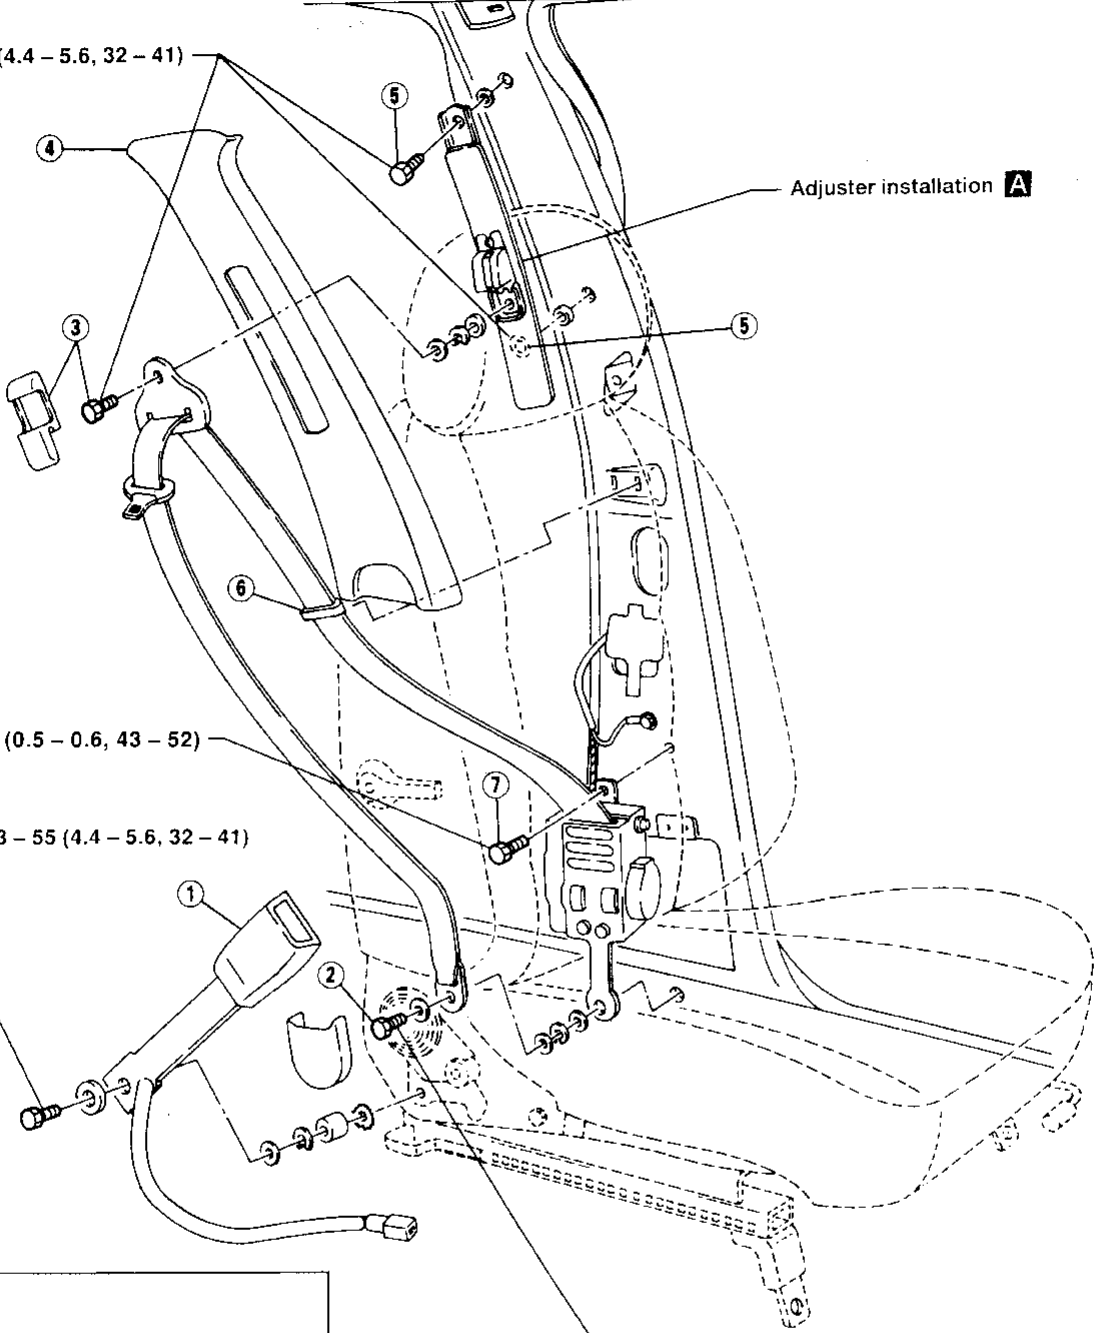 (4.4 – 5.6, 32 – 41)
5
4
Adjuster installation A
3
5
6
(0.5 – 0.6, 43 – 52)
7
3 – 55 (4.4 – 5.6, 32 – 41)
1
2